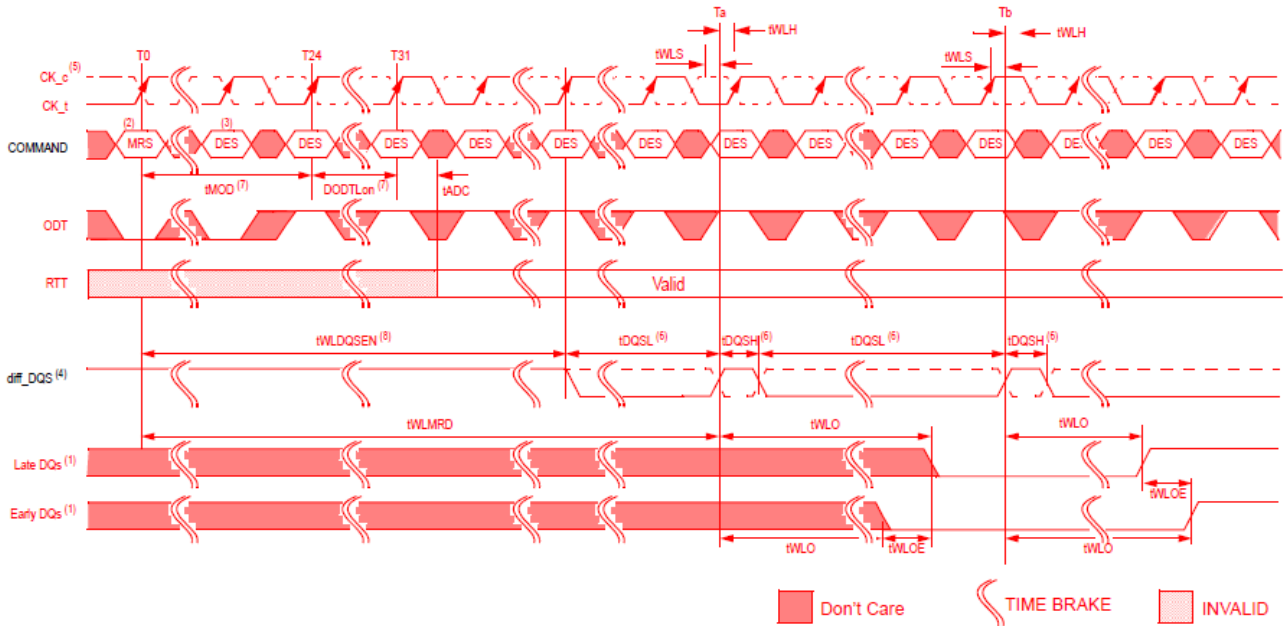 Ta
Tb
tWLH
tWLH
T0
T24
T31
tWLS
tWLS
CK_c (5)
CK_t
(2)
(3)
COMMAND
MRS
DES
DES
DES
DES
DES
DES
DES
DES
DES
DES
DES
DES
tMOD (7)
DODTLon (7)
tADC
ODT
RTT
Valid
tWLDQSEN (8)
tDQSL (6)
tDQSH (6)
tDQSL (6)
tDQSH (6)
diff_DQS (4)
tWLMRD
tWLO
tWLO
Late DQs (1)
tWLOE
Early DQs (1)
tWLO
tWLOE
tWLO
Don't Care
TIME BRAKE
INVALID